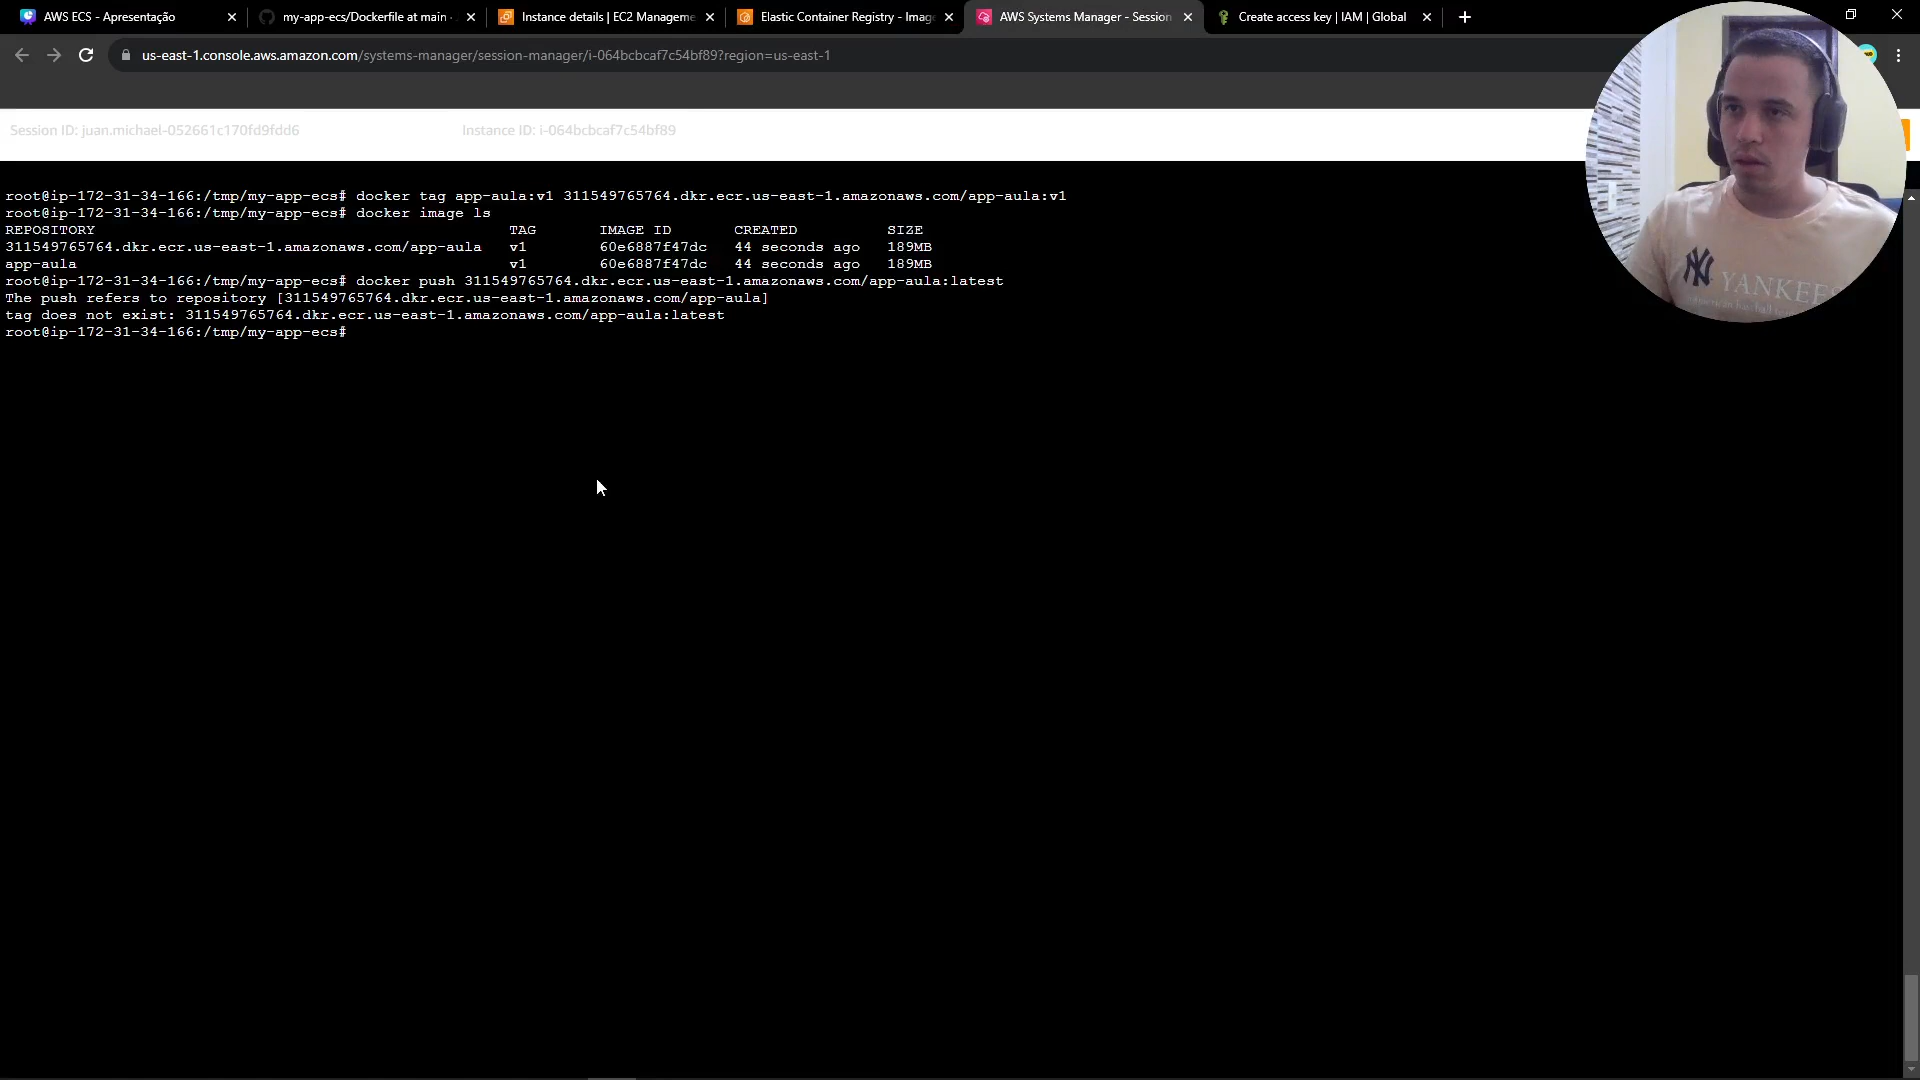 AWS ECS - Apresentação
my-app-ecs/Dockerfile at main
Instance details | EC2 Manageme
Elastic Container Registry - Imag
AWS Systems Manager - Session
Create access key | IAM | Global
us-east-1.console.aws.amazon.com/systems-manager/session-manager/i-064bcbcaf7c54bf89?region=us-east-1
Session ID: juan.michael-052661c170fd9fdd6
Instance ID: i-064bcbcaf7c54bf89
root@ip-172-31-34-166:/tmp/my-app-ecs# docker tag app-aula:v1 311549765764.dkr.ecr.us-east-1.amazonaws.com/app-aula:v1
root@ip-172-31-34-166:/tmp/my-app-ecs# docker image ls
REPOSITORY TAG IMAGE ID CREATED SIZE
311549765764.dkr.ecr.us-east-1.amazonaws.com/app-aula v1 60e6887f47dc 44 seconds ago 189MB
app-aula v1 60e6887f47dc 44 seconds ago 189MB
root@ip-172-31-34-166:/tmp/my-app-ecs# docker push 311549765764.dkr.ecr.us-east-1.amazonaws.com/app-aula:latest
The push refers to repository [311549765764.dkr.ecr.us-east-1.amazonaws.com/app-aula]
tag does not exist: 311549765764.dkr.ecr.us-east-1.amazonaws.com/app-aula:latest
root@ip-172-31-34-166:/tmp/my-app-ecs#
NY YANKEES